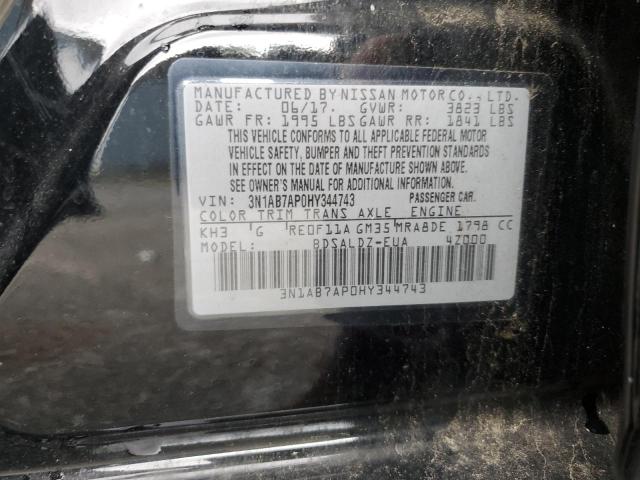 MANUFACTURED BY NISSAN MOTOR CO., LTD.
DATE: 06/17. GVWR: 3823 LBS
GAWR FR: 1995 LBS GAWR RR: 1841 LBS
THIS VEHICLE CONFORMS TO ALL APPLICABLE FEDERAL MOTOR
VEHICLE SAFETY, BUMPER AND THEFT PREVENTION STANDARDS
IN EFFECT ON THE DATE OF MANUFACTURE SHOWN ABOVE.
SEE OWNER'S MANUAL FOR ADDITIONAL INFORMATION.
VIN: 3N1AB7AP0HY344743 PASSENGER CAR.
COLOR TRIM TRANS AXLE ENGINE
KH3 G RE0F11A GM35 MRA8DE 1798 CC
MODEL: BDSALDZ-EUA 4Z000
3N1AB7AP0HY344743